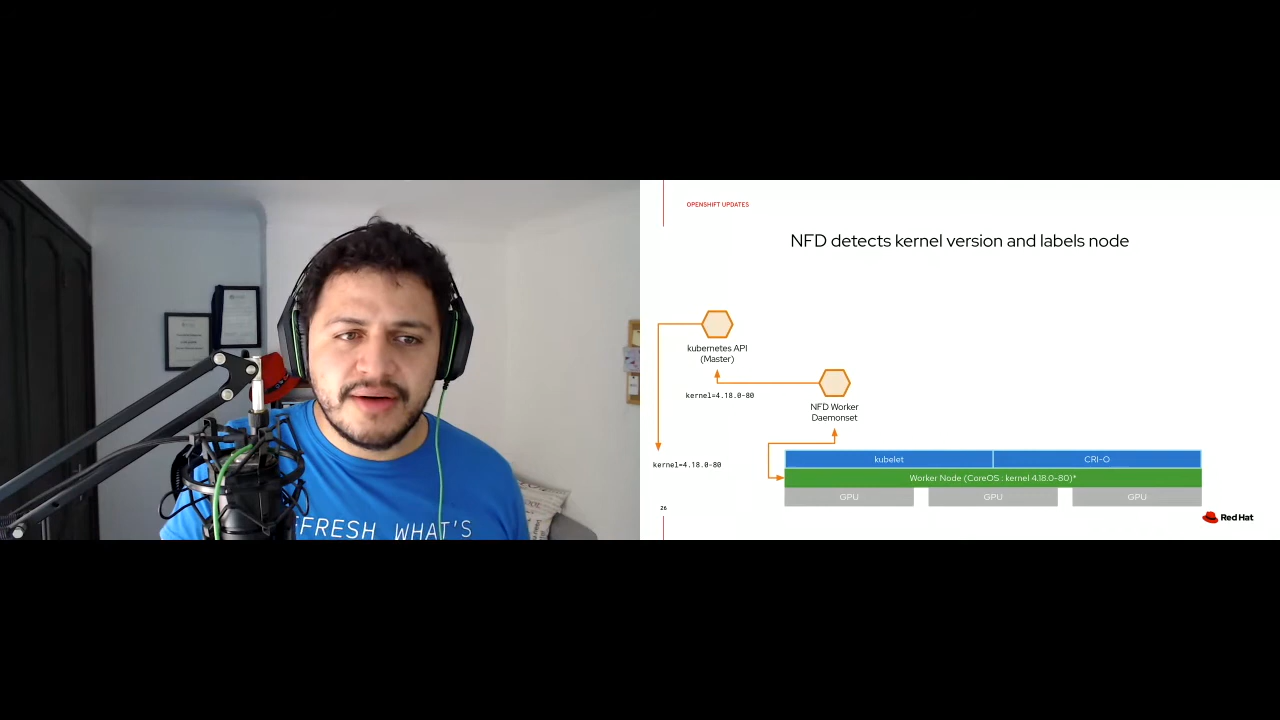 OPENSHIFT UPDATES
NFD detects kernel version and labels node
kubernetes API
(Master)
kernel=4.18.0-80
NFD Worker
Daemonset
kernel=4.18.0-80
kubelet
CRI-O
Worker Node (CoreOS : kernel 4.18.0-80)*
GPU
GPU
GPU
26
Red Hat
FRESH WHAT'S